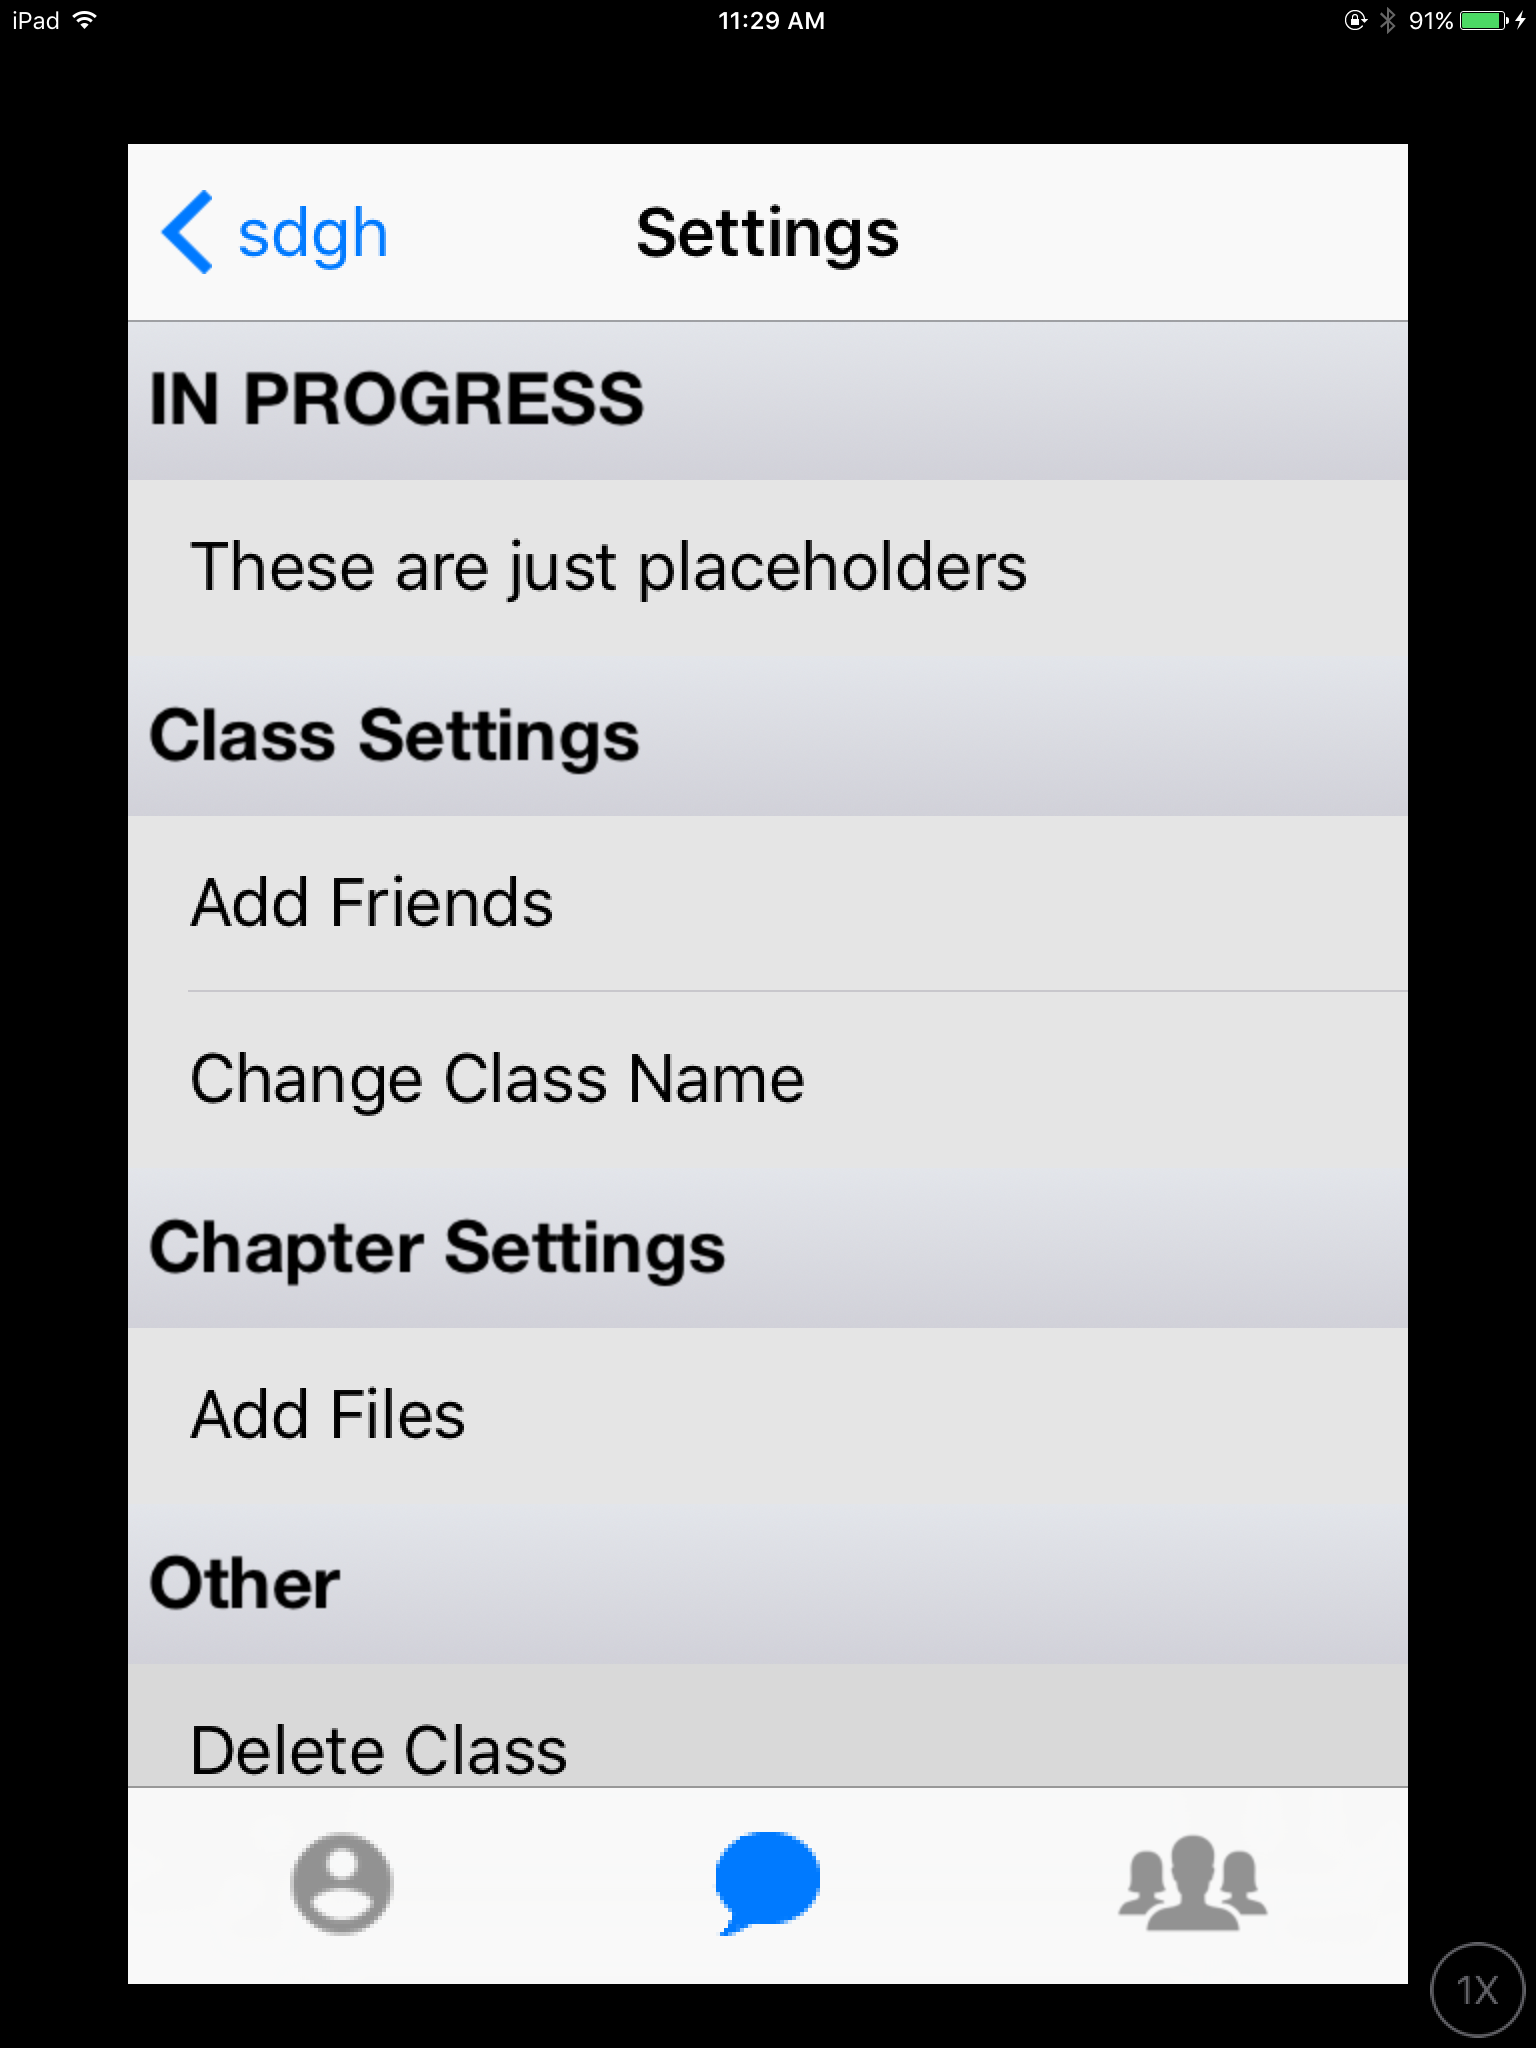 iPad 11:29 AM 91%
sdgh Settings
IN PROGRESS
These are just placeholders
Class Settings
Add Friends
Change Class Name
Chapter Settings
Add Files
Other
Delete Class
1X